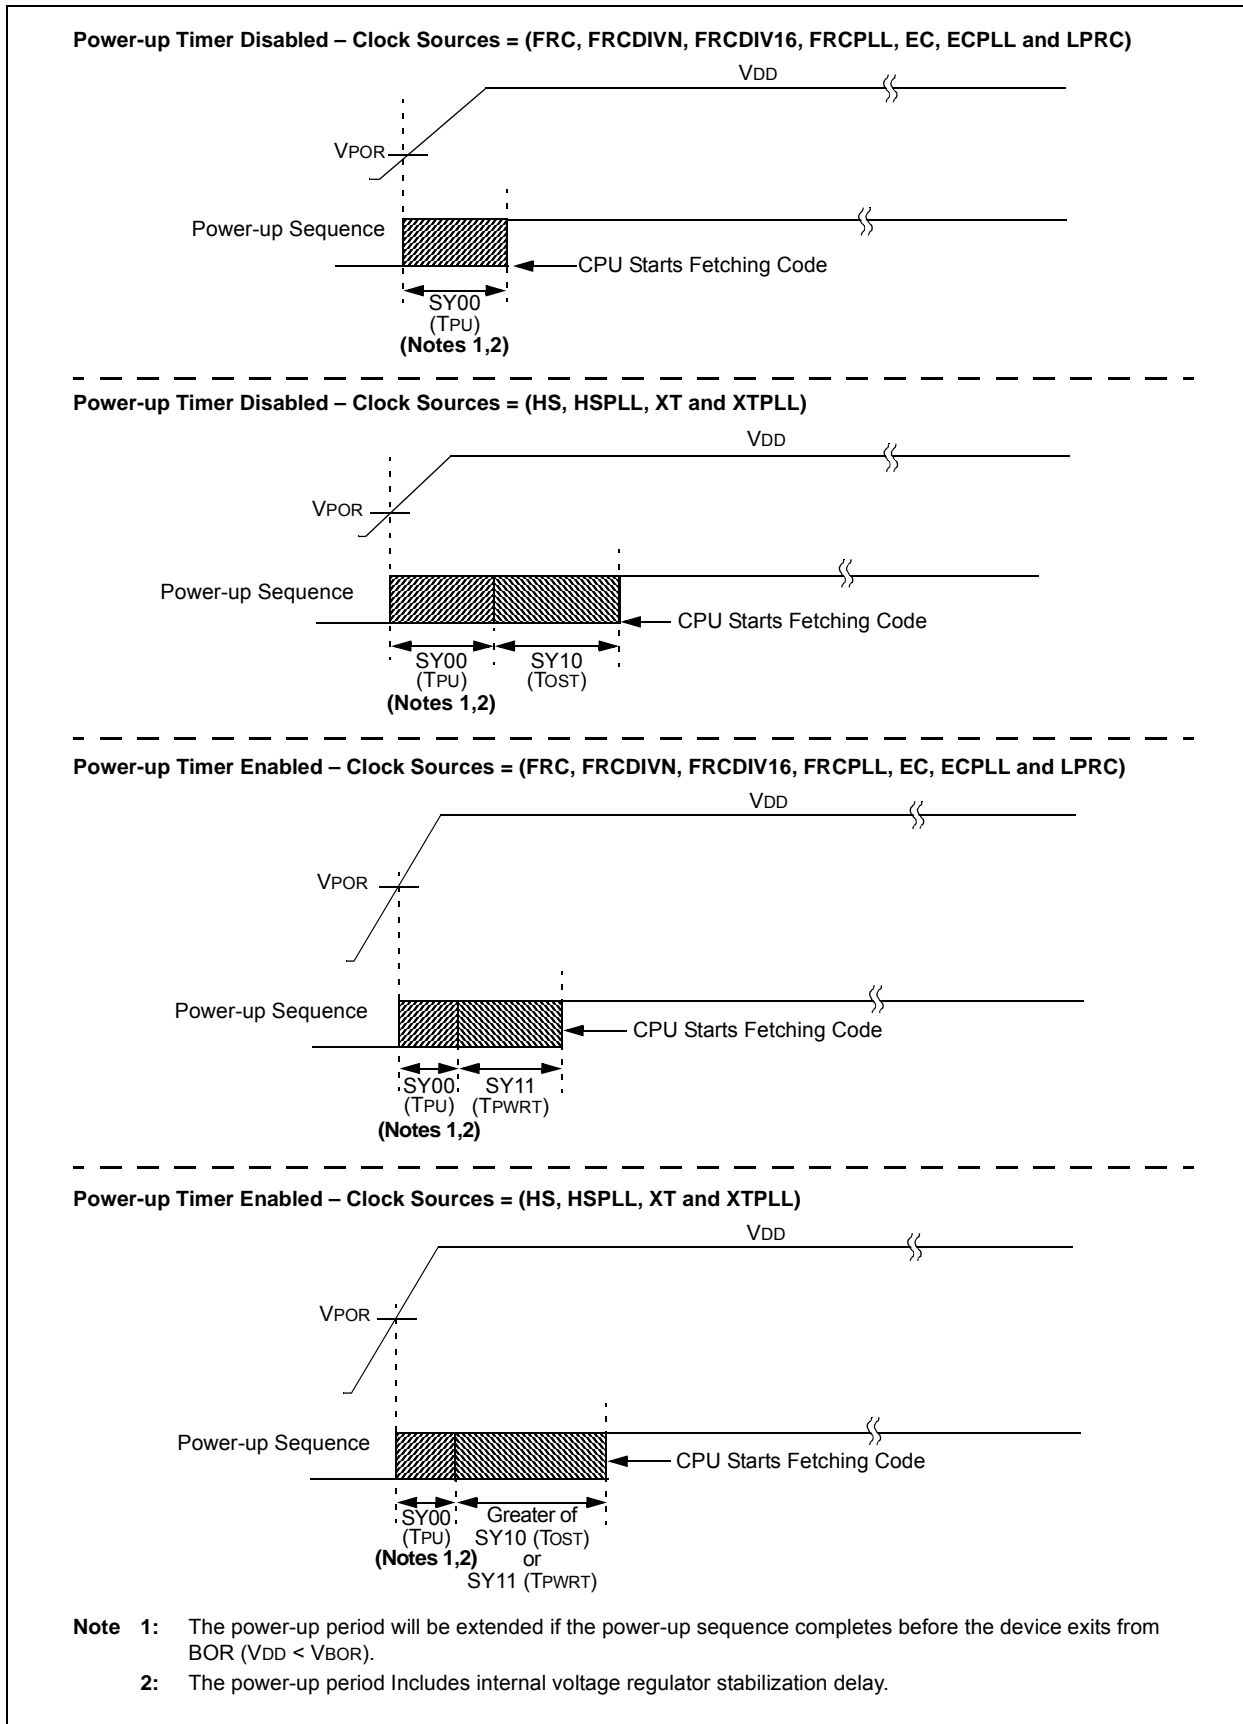 Power-up Timer Disabled – Clock Sources = (FRC, FRCDIVN, FRCDIV16, FRCPLL, EC, ECPLL and LPRC)
VDD
VPOR
Power-up Sequence
CPU Starts Fetching Code
SY00
(TPU)
(Notes 1,2)
Power-up Timer Disabled – Clock Sources = (HS, HSPLL, XT and XTPLL)
VDD
VPOR
Power-up Sequence
CPU Starts Fetching Code
SY00 SY10
(TPU) (TOST)
(Notes 1,2)
Power-up Timer Enabled – Clock Sources = (FRC, FRCDIVN, FRCDIV16, FRCPLL, EC, ECPLL and LPRC)
VDD
VPOR
Power-up Sequence
CPU Starts Fetching Code
SY00 SY11
(TPU) (TPWRT)
(Notes 1,2)
Power-up Timer Enabled – Clock Sources = (HS, HSPLL, XT and XTPLL)
VDD
VPOR
Power-up Sequence
CPU Starts Fetching Code
SY00 Greater of
(TPU) SY10 (TOST)
(Notes 1,2) or
SY11 (TPWRT)
Note 1: The power-up period will be extended if the power-up sequence completes before the device exits from
BOR (VDD < VBOR).
2: The power-up period Includes internal voltage regulator stabilization delay.